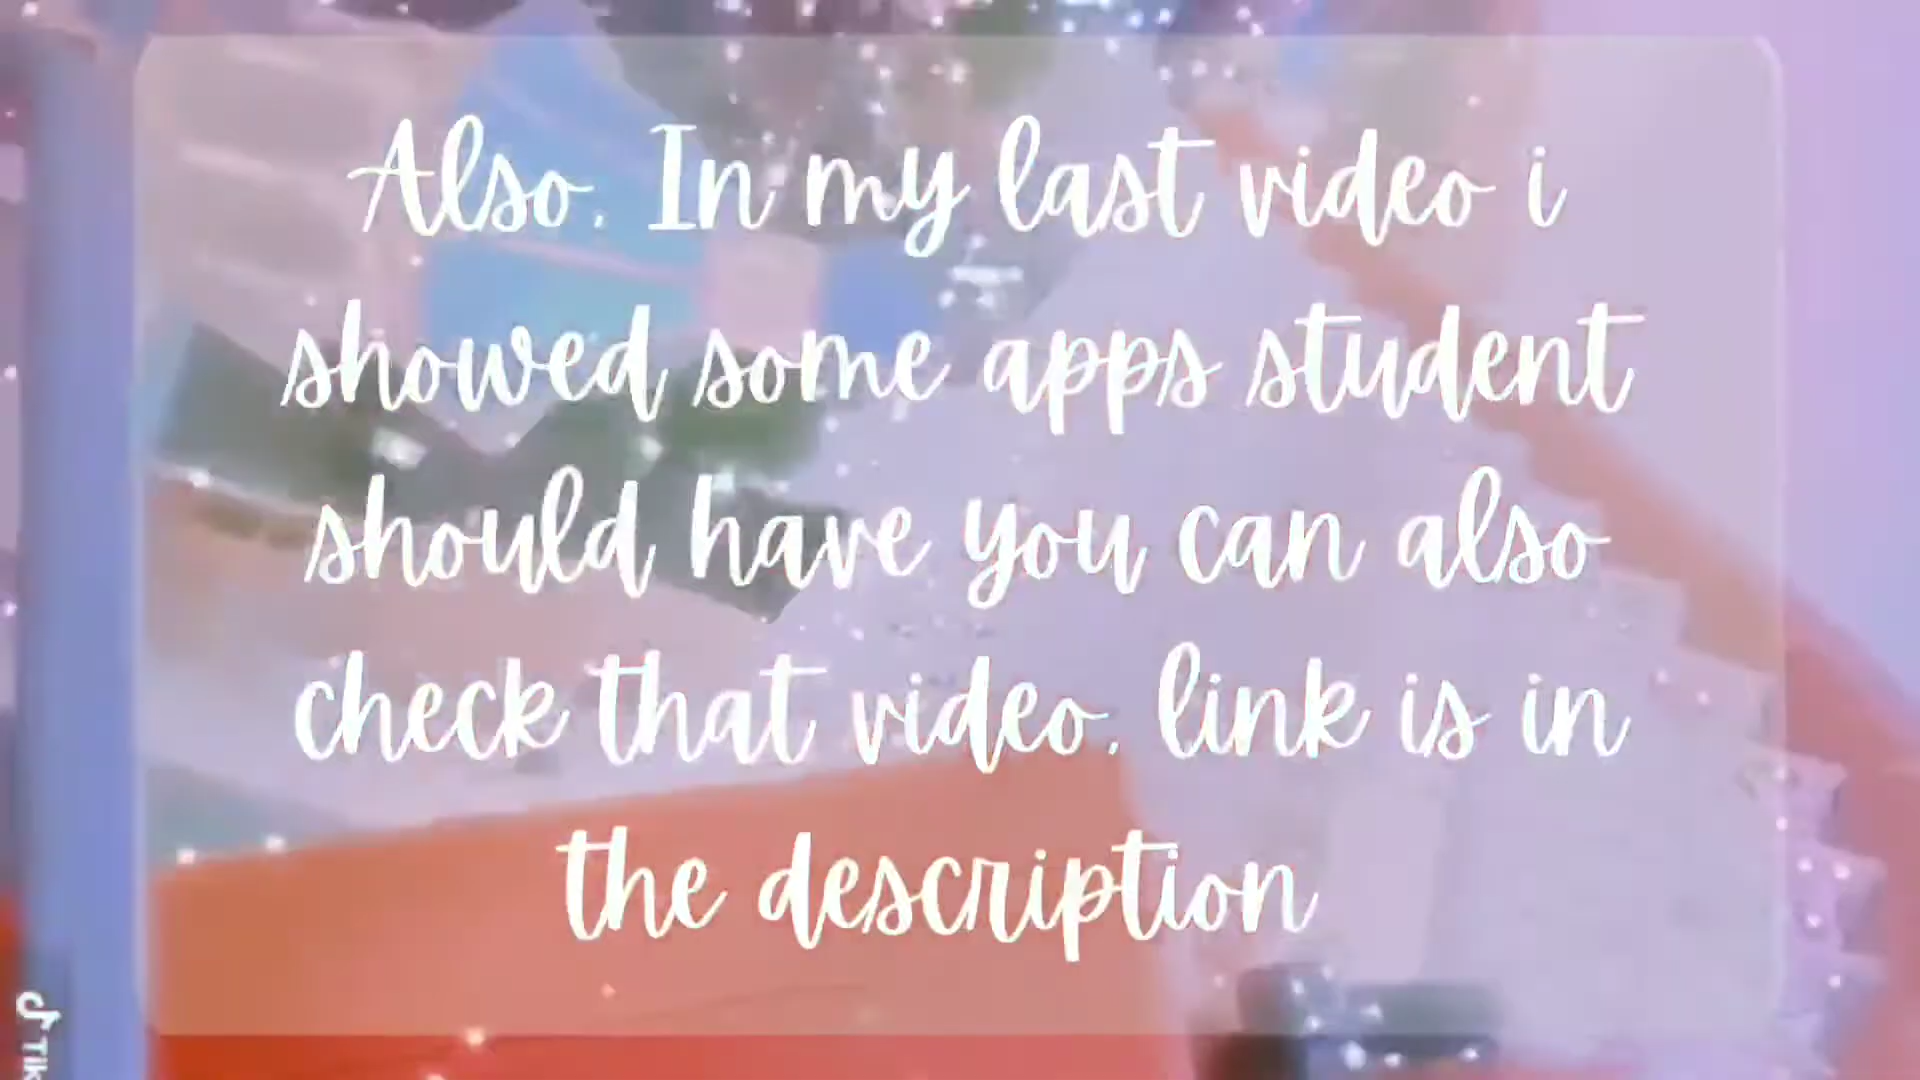 Also. In my last video i
showed some apps student
should have you can also
check that video. link is in
the description